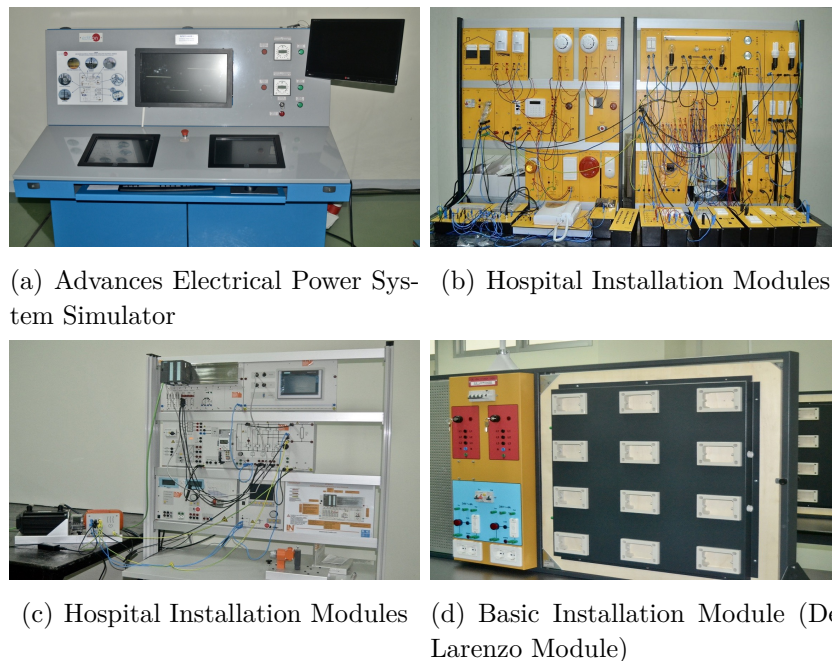 (a) Advances Electrical Power Sys-
tem Simulator
(b) Hospital Installation Modules
(c) Hospital Installation Modules
(d) Basic Installation Module (De
Larenzo Module)